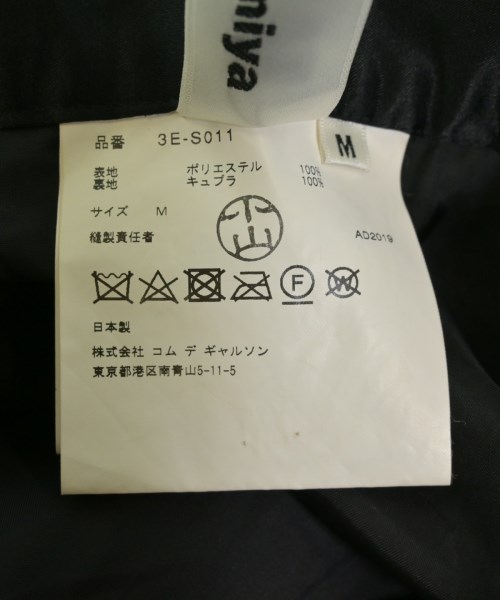 niya
M
品番 3E-S011
表地 ポリエステル 100%
裏地 キュプラ 100%
サイズ M
縫製責任者 小山
AD2019
F
W
日本製
株式会社 コム デ ギャルソン
東京都港区南青山5-11-5